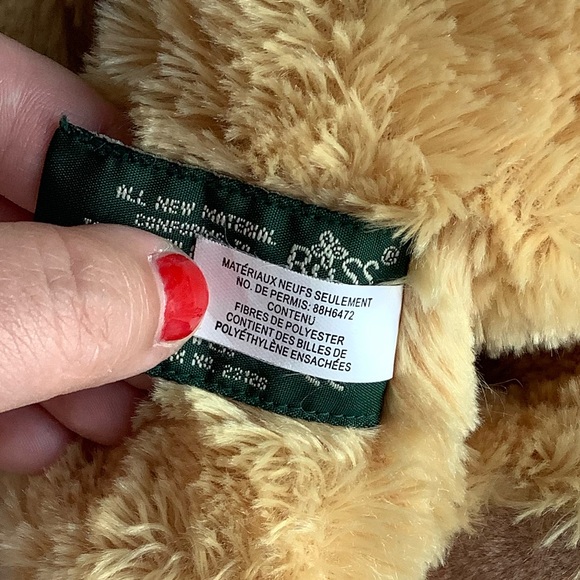 ALL NEW MATERIAL
RUSS®
MATÉRIAUX NEUFS SEULEMENT
NO. DE PERMIS: 88H6472
CONTENU
FIBRES DE POLYESTER
CONTIENT DES BILLES DE
POLYÉTHYLÈNE ENSACHÉES